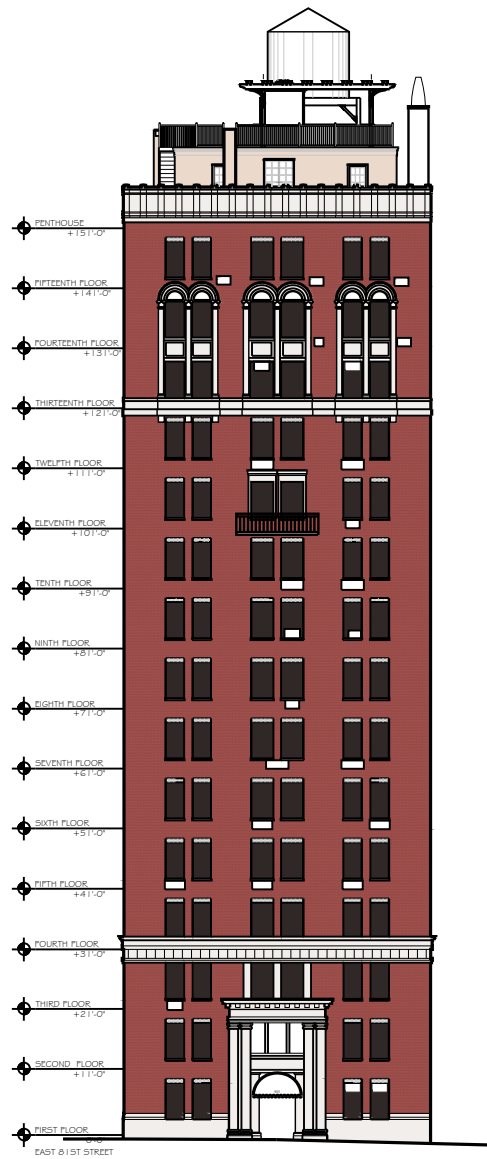 PENTHOUSE
+151'-0"
FIFTEENTH FLOOR
+141'-0"
FOURTEENTH FLOOR
+131'-0"
THIRTEENTH FLOOR
+121'-0"
TWELFTH FLOOR
+111'-0"
ELEVENTH FLOOR
+101'-0"
TENTH FLOOR
+91'-0"
NINTH FLOOR
+81'-0"
EIGHTH FLOOR
+71'-0"
SEVENTH FLOOR
+61'-0"
SIXTH FLOOR
+51'-0"
FIFTH FLOOR
+41'-0"
FOURTH FLOOR
+31'-0"
THIRD FLOOR
+21'-0"
SECOND FLOOR
+11'-0"
FIRST FLOOR
EAST 81ST STREET